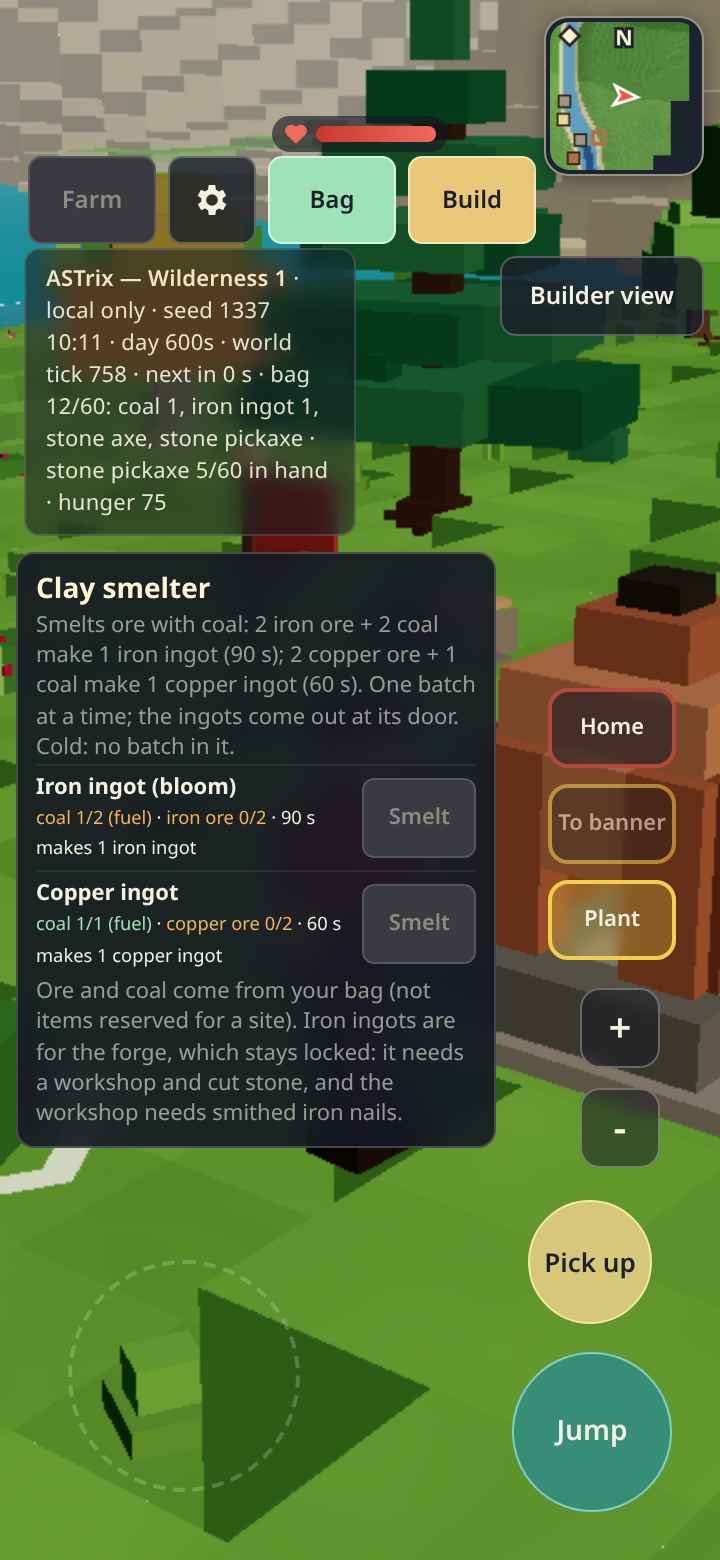 N
Farm
Bag
Build
ASTrix — Wilderness 1 ·
local only · seed 1337
10:11 · day 600s · world
tick 758 · next in 0 s · bag
12/60: coal 1, iron ingot 1,
stone axe, stone pickaxe ·
stone pickaxe 5/60 in hand
· hunger 75
Builder view
Clay smelter
Smelts ore with coal: 2 iron ore + 2 coal
make 1 iron ingot (90 s); 2 copper ore + 1
coal make 1 copper ingot (60 s). One batch
at a time; the ingots come out at its door.
Cold: no batch in it.
Iron ingot (bloom)
coal 1/2 (fuel) · iron ore 0/2 · 90 s
makes 1 iron ingot
Smelt
Copper ingot
coal 1/1 (fuel) · copper ore 0/2 · 60 s
makes 1 copper ingot
Smelt
Ore and coal come from your bag (not
items reserved for a site). Iron ingots are
for the forge, which stays locked: it needs
a workshop and cut stone, and the
workshop needs smithed iron nails.
Home
To banner
Plant
+
-
Pick up
Jump